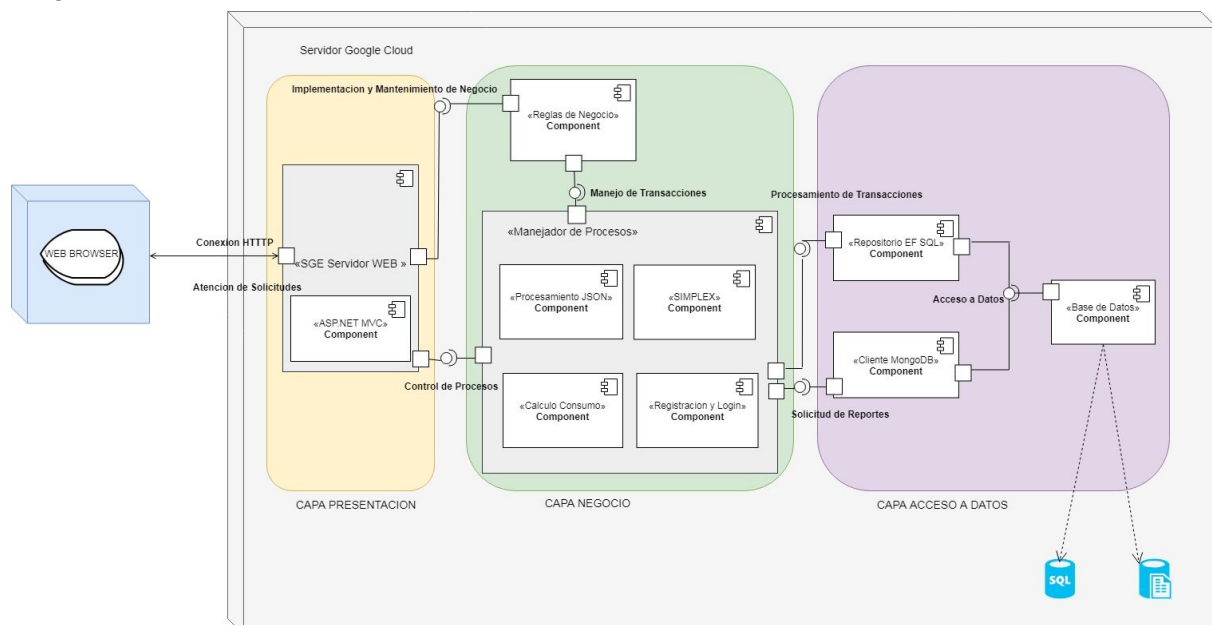 Servidor Google Cloud
Implementacion y Mantenimiento de Negocio
«Reglas de Negocio»
Component
Manejo de Transacciones
Procesamiento de Transacciones
«Manejador de Procesos»
WEB BROWSER
Conexion HTTTP
Atencion de Solicitudes
«SGE Servidor WEB »
«ASP.NET MVC»
Component
Control de Procesos
«Procesamiento JSON»
Component
«SIMPLEX»
Component
«Calculo Consumo»
Component
«Registracion y Login»
Component
«Repositorio EF SQL»
Component
Acceso a Datos
«Base de Datos»
Component
«Cliente MongoDB»
Component
Solicitud de Reportes
CAPA PRESENTACION
CAPA NEGOCIO
CAPA ACCESO A DATOS
SQL